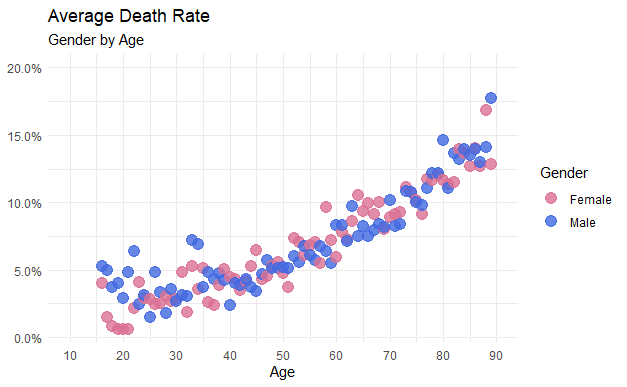 Average Death Rate
Gender by Age
20.0%
15.0%
10.0%
5.0%
0.0%
10 20 30 40 50 60 70 80 90
Age
Gender
Female
Male